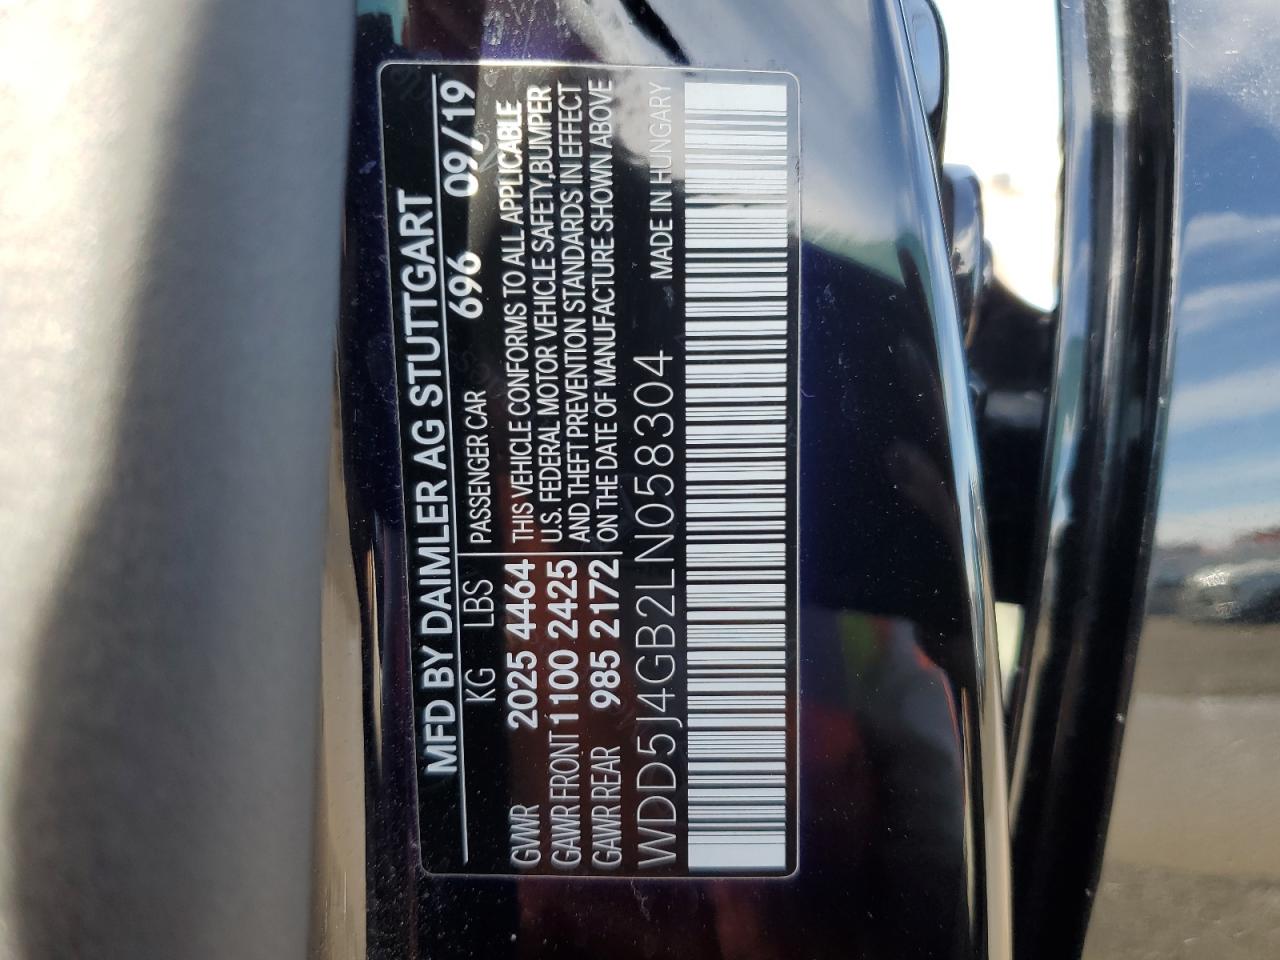 MFD BY DAIMLER AG STUTTGART
696 09/19
KG LBS PASSENGER CAR
GVWR 2025 4464 THIS VEHICLE CONFORMS TO ALL APPLICABLE
U.S. FEDERAL MOTOR VEHICLE SAFETY,BUMPER
GAWR FRONT 1100 2425 AND THEFT PREVENTION STANDARDS IN EFFECT
GAWR REAR 985 2172 ON THE DATE OF MANUFACTURE SHOWN ABOVE
WDD5J4GB2LN058304 MADE IN HUNGARY